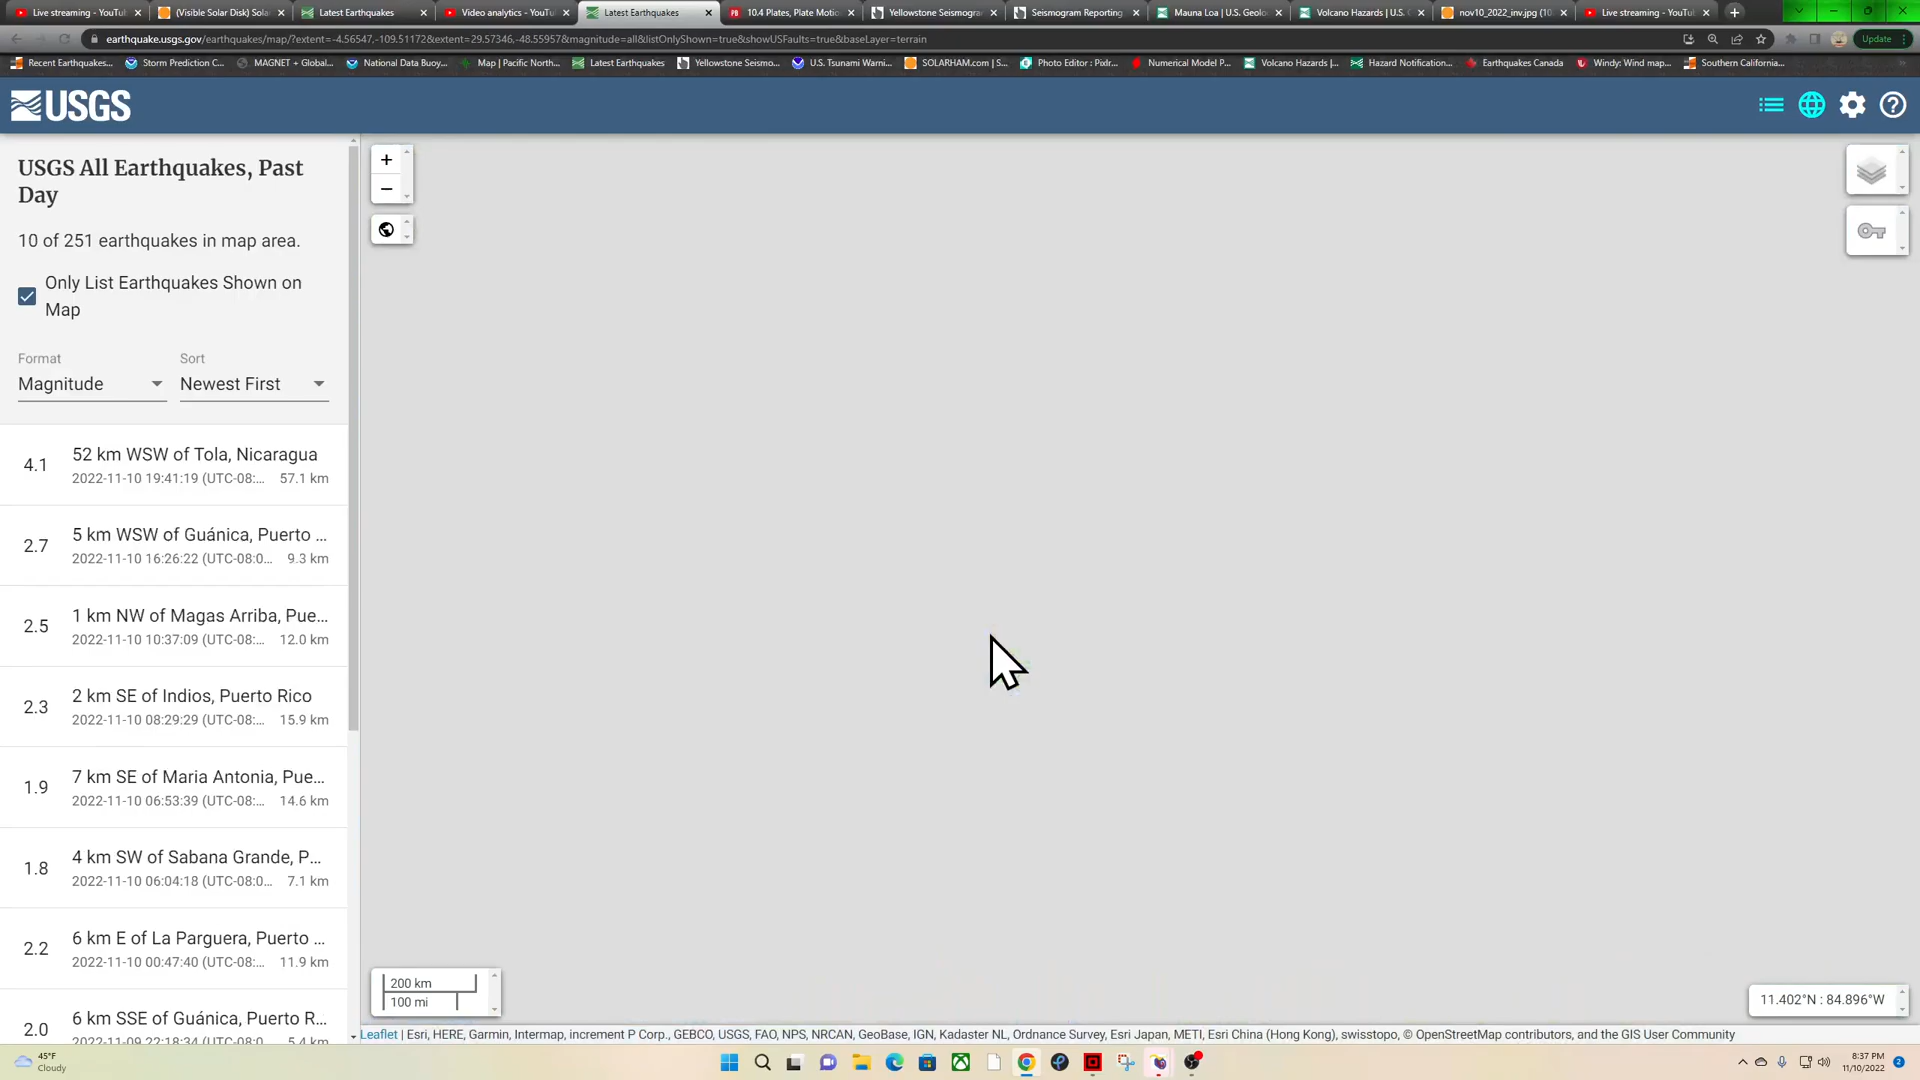 Live streaming - YouTu
(Visible Solar Disk) Sola
Latest Earthquakes
Video analytics - YouTu
Latest Earthquakes
10.4 Plates, Plate Motio
Yellowstone Seismogra
Seismogram Reporting
Mauna Loa | U.S. Geolo
Volcano Hazards | U.S. G
nov10_2022_inv.jpg (10
Live streaming - YouTu
earthquake.usgs.gov/earthquakes/map/?extent=-4.56547,-109.51172&extent=29.57346,-48.55957&magnitude=all&listOnlyShown=true&showUSFaults=true&baseLayer=terrain
Update
Recent Earthquakes...
Storm Prediction C...
MAGNET + Global...
National Data Buoy...
Map | Pacific North...
Latest Earthquakes
Yellowstone Seismo...
U.S. Tsunami Warni...
SOLARHAM.com | S...
Photo Editor : Pixlr...
Numerical Model P...
Volcano Hazards |...
Hazard Notification...
Earthquakes Canada
Windy: Wind map...
Southern California...
USGS
USGS All Earthquakes, Past
Day
10 of 251 earthquakes in map area.
Only List Earthquakes Shown on
Map
Format
Sort
Magnitude
Newest First
4.1
52 km WSW of Tola, Nicaragua
2022-11-10 19:41:19 (UTC-08:...
57.1 km
2.7
5 km WSW of Guánica, Puerto ...
2022-11-10 16:26:22 (UTC-08:0...
9.3 km
2.5
1 km NW of Magas Arriba, Pue...
2022-11-10 10:37:09 (UTC-08:...
12.0 km
2.3
2 km SE of Indios, Puerto Rico
2022-11-10 08:29:29 (UTC-08:...
15.9 km
1.9
7 km SE of Maria Antonia, Pue...
2022-11-10 06:53:39 (UTC-08:...
14.6 km
1.8
4 km SW of Sabana Grande, P...
2022-11-10 06:04:18 (UTC-08:0...
7.1 km
2.2
6 km E of La Parguera, Puerto ...
2022-11-10 00:47:40 (UTC-08:...
11.9 km
2.0
6 km SSE of Guánica, Puerto R...
2022-11-09 22:18:34 (UTC-08:0
5.4 km
200 km
100 mi
11.402°N : 84.896°W
Leaflet | Esri, HERE, Garmin, Intermap, increment P Corp., GEBCO, USGS, FAO, NPS, NRCAN, GeoBase, IGN, Kadaster NL, Ordnance Survey, Esri Japan, METI, Esri China (Hong Kong), swisstopo, © OpenStreetMap contributors, and the GIS User Community
45°F
Cloudy
8:37 PM
11/10/2022
2